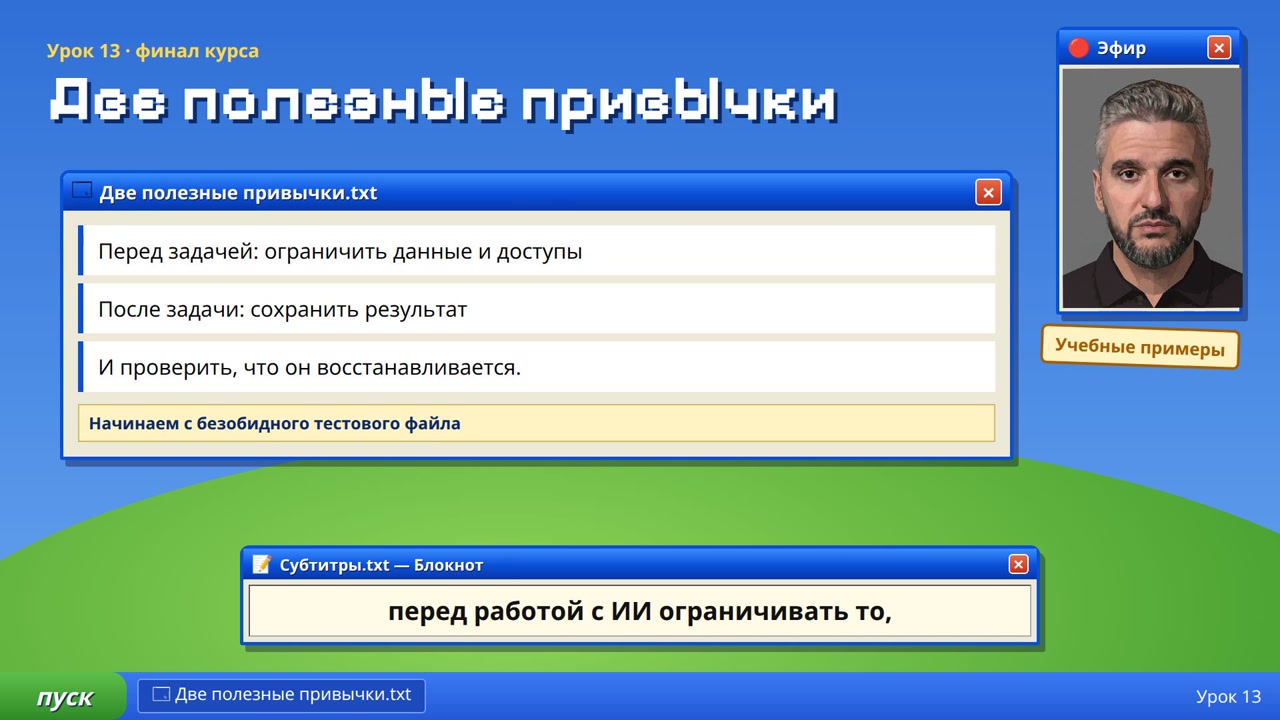 Урок 13 · финал курса
Две полезные привычки
Эфир
Две полезные привычки.txt
Перед задачей: ограничить данные и доступы
После задачи: сохранить результат
И проверить, что он восстанавливается.
Начинаем с безобидного тестового файла
Учебные примеры
Субтитры.txt — Блокнот
перед работой с ИИ ограничивать то,
пуск
Две полезные привычки.txt
Урок 13